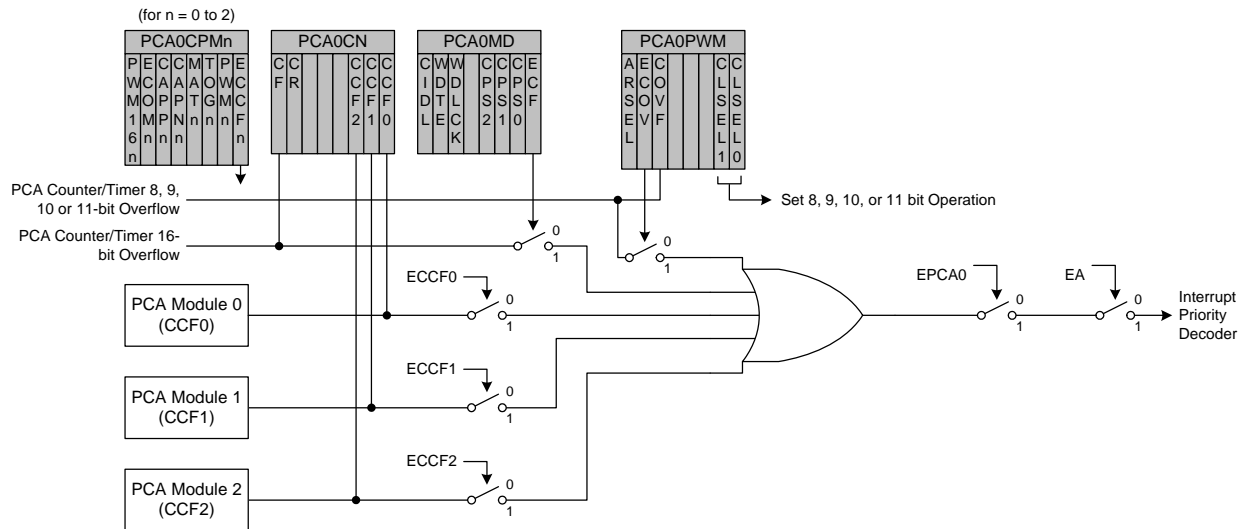 (for n = 0 to 2)
PCA0CPMn
PWM16n
ECOMn
CAPPn
CAPNn
MATn
TOGn
PWMn
ECCFn
PCA0CN
CF
CR
CCF2
CCF1
CCF0
PCA0MD
CIDL
WDTE
WDLCK
CPS2
CPS1
CPS0
ECF
PCA0PWM
ARSEL
ECOV
COVF
CLSEL1
CLSEL0
PCA Counter/Timer 8, 9,
10 or 11-bit Overflow
Set 8, 9, 10, or 11 bit Operation
PCA Counter/Timer 16-
bit Overflow
0
1
0
1
PCA Module 0
(CCF0)
ECCF0
0
1
EPCA0
0
1
EA
0
1
Interrupt
Priority
Decoder
PCA Module 1
(CCF1)
ECCF1
0
1
PCA Module 2
(CCF2)
ECCF2
0
1